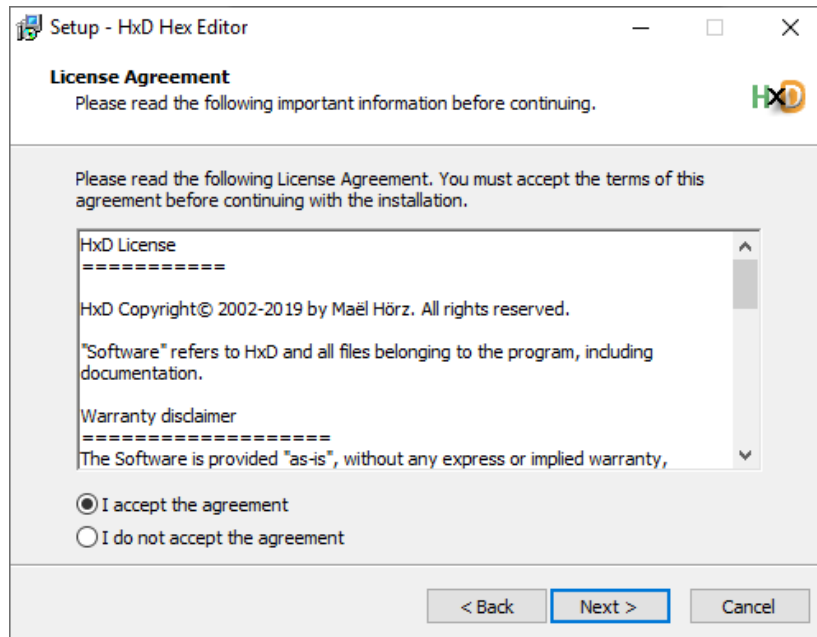 Setup - HxD Hex Editor
License Agreement
Please read the following important information before continuing.
HxD
Please read the following License Agreement. You must accept the terms of this
agreement before continuing with the installation.
HxD License
===========
HxD Copyright© 2002-2019 by Maël Hörz. All rights reserved.
"Software" refers to HxD and all files belonging to the program, including
documentation.
Warranty disclaimer
===================
The Software is provided "as-is", without any express or implied warranty,
I accept the agreement
I do not accept the agreement
< Back
Next >
Cancel